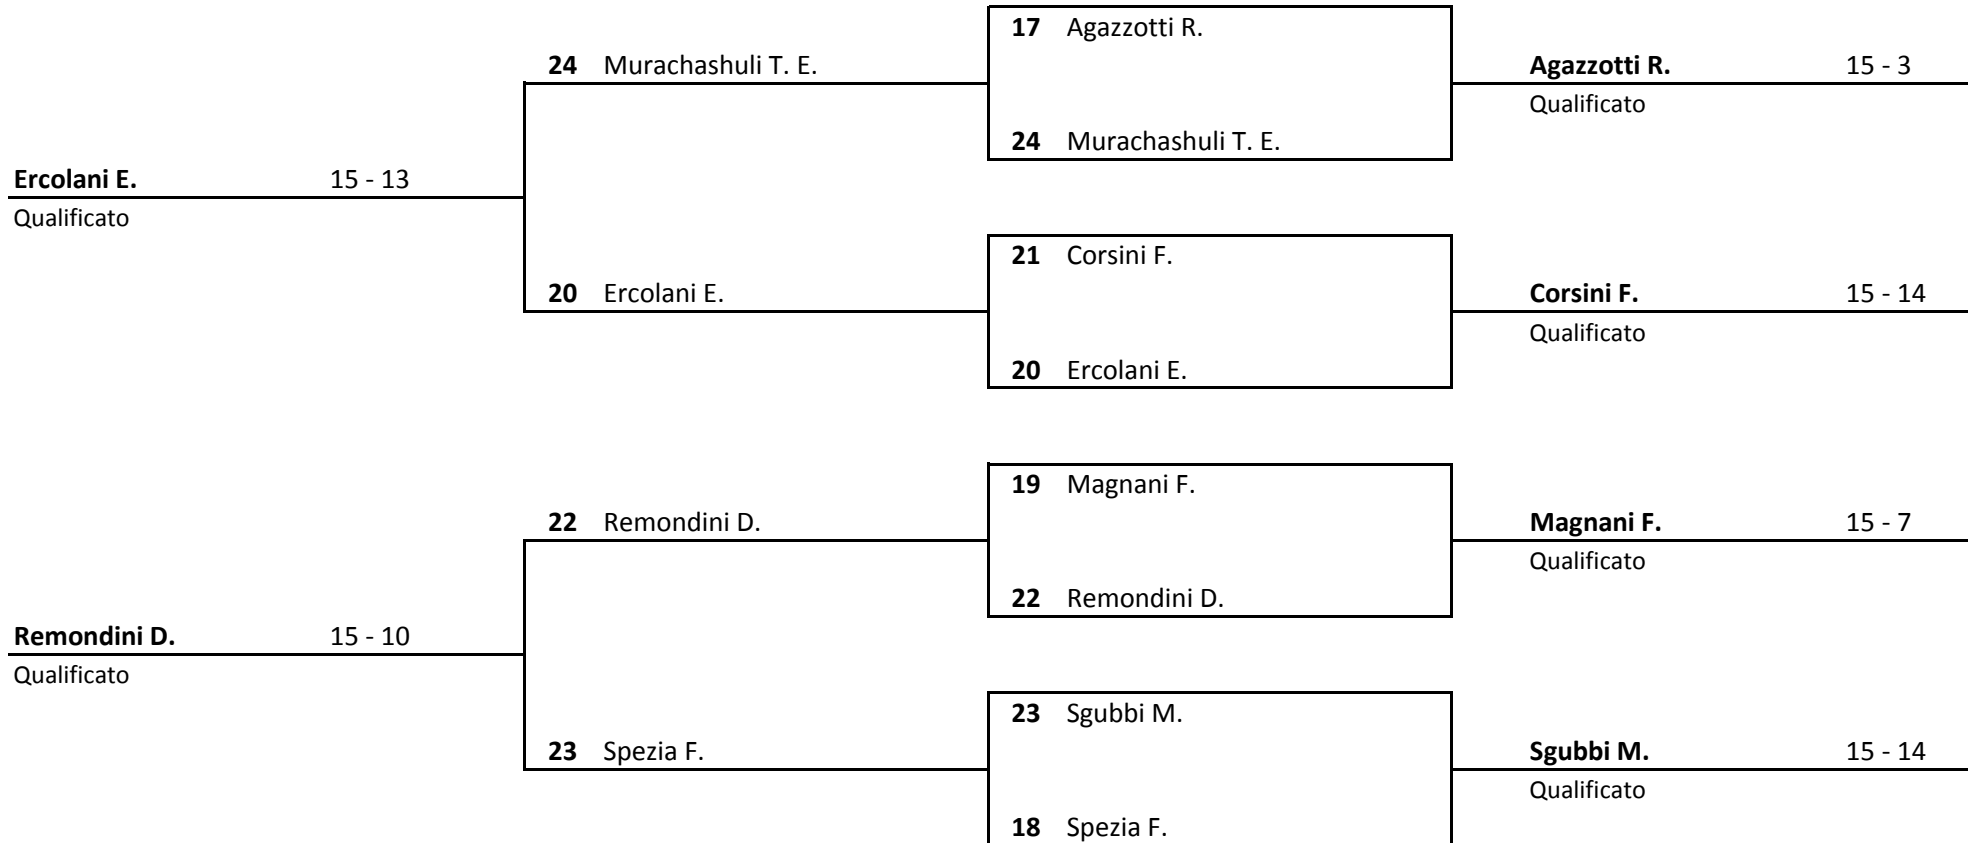 17 Agazzotti R.
24 Murachashuli T. E.
Agazzotti R. 15 - 3
Qualificato
24 Murachashuli T. E.
Ercolani E. 15 - 13
Qualificato
21 Corsini F.
20 Ercolani E.
Corsini F. 15 - 14
Qualificato
20 Ercolani E.
19 Magnani F.
22 Remondini D.
Magnani F. 15 - 7
Qualificato
22 Remondini D.
Remondini D. 15 - 10
Qualificato
23 Sgubbi M.
23 Spezia F.
Sgubbi M. 15 - 14
Qualificato
18 Spezia F.